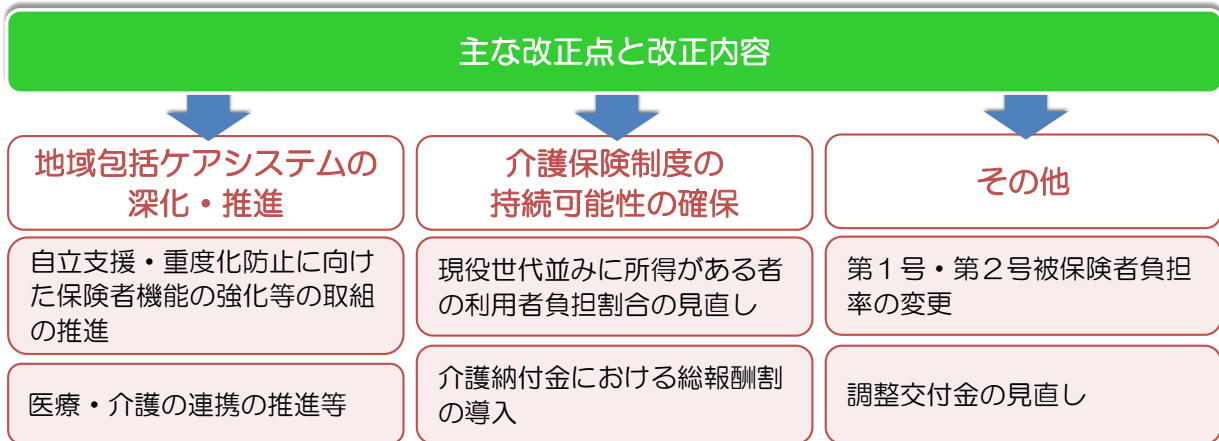 主な改正点と改正内容
地域包括ケアシステムの
深化・推進
自立支援・重度化防止に向け
た保険者機能の強化等の取組
の推進
医療・介護の連携の推進等
介護保険制度の
持続可能性の確保
現役世代並みに所得がある者
の利用者負担割合の見直し
介護納付金における総報酬割
の導入
その他
第１号・第２号被保険者負担
率の変更
調整交付金の見直し